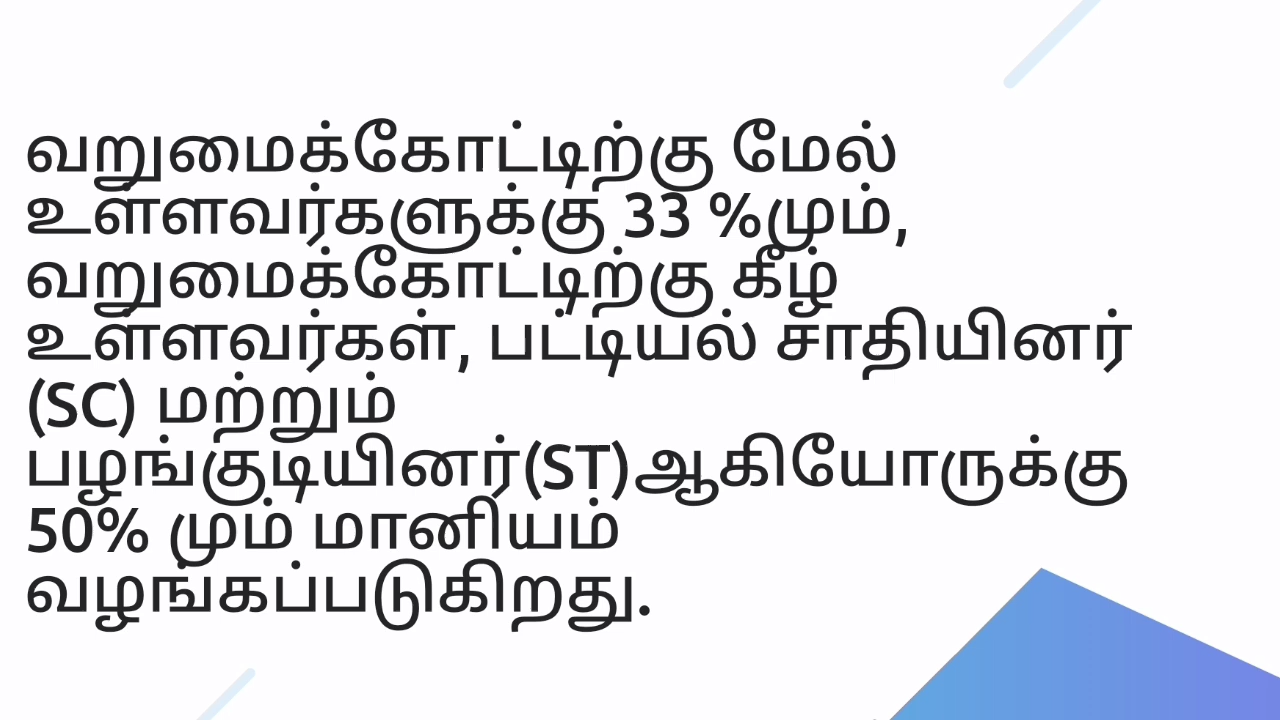 வறுமைக்கோட்டிற்கு மேல்
உள்ளவர்களுக்கு 33 %மும்,
வறுமைக்கோட்டிற்கு கீழ்
உள்ளவர்கள், பட்டியல் சாதியினர்
(SC) மற்றும்
பழங்குடியினர்(ST)ஆகியோருக்கு
50% மும் மானியம்
வழங்கப்படுகிறது.